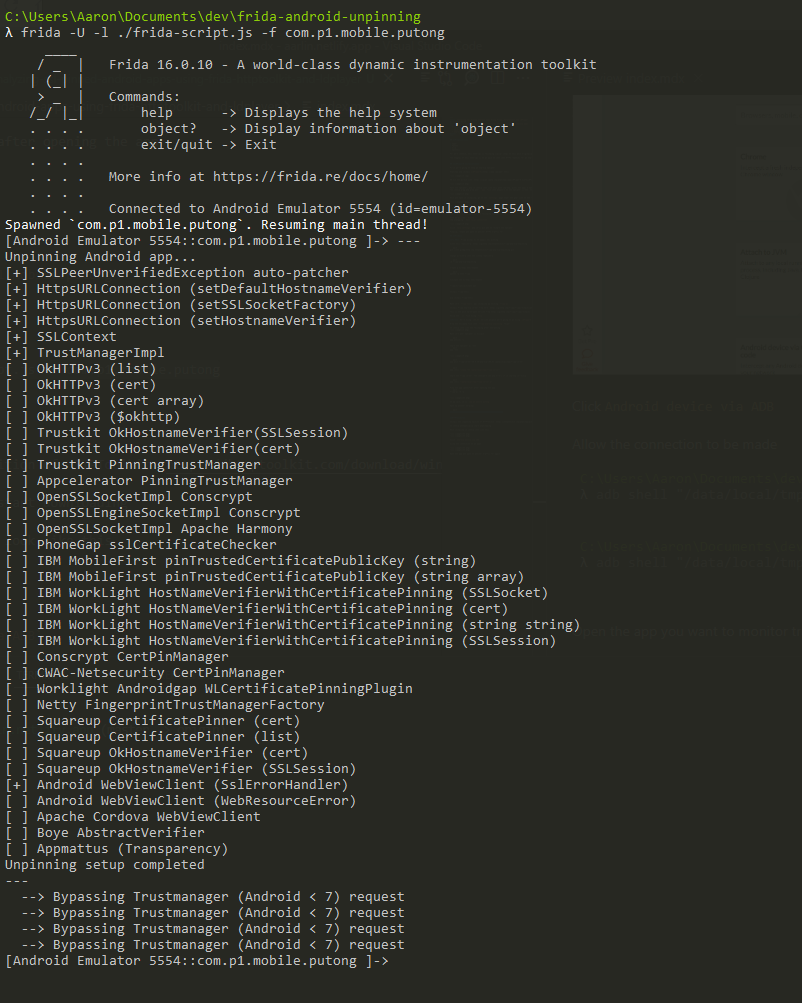 C:\Users\Aaron\Documents\dev\frida-android-unpinning
λ frida -U -l ./frida-script.js -f com.p1.mobile.putong
     ____
    / _  |   Frida 16.0.10 - A world-class dynamic instrumentation toolkit
   | (_| |
    > _  |   Commands:
   /_/ |_|       help      -> Displays the help system
   . . . .       object?   -> Display information about 'object'
   . . . .       exit/quit -> Exit
   . . . .
   . . . .   More info at https://frida.re/docs/home/
   . . . .
   . . . .   Connected to Android Emulator 5554 (id=emulator-5554)
Spawned `com.p1.mobile.putong`. Resuming main thread!
[Android Emulator 5554::com.p1.mobile.putong ]-> ---
Unpinning Android app...
[+] SSLPeerUnverifiedException auto-patcher
[+] HttpsURLConnection (setDefaultHostnameVerifier)
[+] HttpsURLConnection (setSSLSocketFactory)
[+] HttpsURLConnection (setHostnameVerifier)
[+] SSLContext
[+] TrustManagerImpl
[ ] OkHTTPv3 (list)
[ ] OkHTTPv3 (cert)
[ ] OkHTTPv3 (cert array)
[ ] OkHTTPv3 ($okhttp)
[ ] Trustkit OkHostnameVerifier(SSLSession)
[ ] Trustkit OkHostnameVerifier(cert)
[ ] Trustkit PinningTrustManager
[ ] Appcelerator PinningTrustManager
[ ] OpenSSLSocketImpl Conscrypt
[ ] OpenSSLEngineSocketImpl Conscrypt
[ ] OpenSSLSocketImpl Apache Harmony
[ ] PhoneGap sslCertificateChecker
[ ] IBM MobileFirst pinTrustedCertificatePublicKey (string)
[ ] IBM MobileFirst pinTrustedCertificatePublicKey (string array)
[ ] IBM WorkLight HostNameVerifierWithCertificatePinning (SSLSocket)
[ ] IBM WorkLight HostNameVerifierWithCertificatePinning (cert)
[ ] IBM WorkLight HostNameVerifierWithCertificatePinning (string string)
[ ] IBM WorkLight HostNameVerifierWithCertificatePinning (SSLSession)
[ ] Conscrypt CertPinManager
[ ] CWAC-Netsecurity CertPinManager
[ ] Worklight Androidgap WLCertificatePinningPlugin
[ ] Netty FingerprintTrustManagerFactory
[ ] Squareup CertificatePinner (cert)
[ ] Squareup CertificatePinner (list)
[ ] Squareup OkHostnameVerifier (cert)
[ ] Squareup OkHostnameVerifier (SSLSession)
[+] Android WebViewClient (SslErrorHandler)
[ ] Android WebViewClient (WebResourceError)
[ ] Apache Cordova WebViewClient
[ ] Boye AbstractVerifier
[ ] Appmattus (Transparency)
Unpinning setup completed
---
  --> Bypassing Trustmanager (Android < 7) request
  --> Bypassing Trustmanager (Android < 7) request
  --> Bypassing Trustmanager (Android < 7) request
  --> Bypassing Trustmanager (Android < 7) request
[Android Emulator 5554::com.p1.mobile.putong ]->